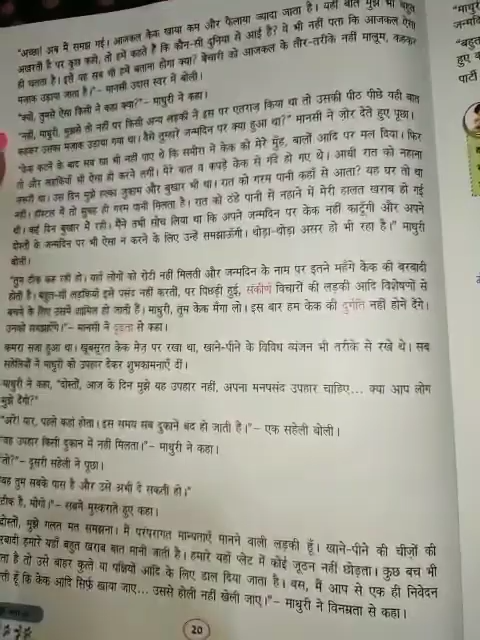 "अच्छा! अब मैं समझ गई। आजकल केक खाया कम और फैलाया ज्यादा जाता है। यही बात मुझे भी बहुत
अखरती है पर कुछ कहो, तो हमें कहते हैं कि कौन-सी दुनिया से आई है? ये भी नहीं पता कि आजकल ऐसा
ही चलता है। इसे यह सब भी हमें बताना होगा क्या? बेचारी को आजकल के तौर-तरीके नहीं मालूम, कहकर
मजाक उड़ाया जाता है।"– मानसी उदास स्वर में बोली।
"क्यों, तुमसे ऐसा किसी ने कहा क्या?"– माधुरी ने कहा।
"नहीं, माधुरी, मुझसे तो नहीं पर किसी अन्य लड़की ने इस पर एतराज़ किया था तो उसकी पीठ पीछे यही बात
कहकर उसका मजाक उड़ाया गया था। वैसे तुम्हारे जन्मदिन पर क्या हुआ था?" मानसी ने ज़ोर देते हुए पूछा।
"केक काटने के बाद सब खा भी नहीं पाए थे कि समीरा ने केक को मेरे मुँह, बालों आदि पर मल दिया। फिर
तो और लड़कियाँ भी ऐसा ही करने लगी। मेरे बाल व कपड़े केक से गंदे हो गए थे। आधी रात को नहाना
पड़ा था। उस दिन मुझे हल्का जुकाम और बुखार भी था। रात को गरम पानी कहाँ से आता? यह घर तो था
नहीं। हॉस्टल में तो सुबह ही गरम पानी मिलता है। रात को ठंडे पानी से नहाने में मेरी हालत खराब हो गई
थी। कई दिन बुखार में रही। मैंने तभी सोच लिया था कि अपने जन्मदिन पर केक नहीं काटूँगी और अपने
दोस्तों के जन्मदिन पर भी ऐसा न करने के लिए उन्हें समझाऊँगी। थोड़ा-थोड़ा असर हो भी रहा है।" माधुरी
बोली।
"तुम ठीक कह रही हो। यहाँ लोगों को रोटी नहीं मिलती और जन्मदिन के नाम पर इतने महँगे केक की बरबादी
होती है। बहुत-सी लड़कियाँ इसे पसंद नहीं करती, पर पिछड़ी हुई, संकीर्ण विचारों की लड़की आदि विशेषणों से
बचने के लिए उसमें शामिल हो जाती हैं। माधुरी, तुम केक मँगा लो। इस बार हम केक की दुर्गति नहीं होने देंगे।
उनको समझाएँगे।"– मानसी ने दृढ़ता से कहा।
कमरा सजा हुआ था। खूबसूरत केक मेज़ पर रखा था, खाने-पीने के विविध व्यंजन भी तरीके से रखे थे। सब
सहेलियों ने माधुरी को उपहार देकर शुभकामनाएँ दीं।
माधुरी ने कहा, "दोस्तों, आज के दिन मुझे यह उपहार नहीं, अपना मनपसंद उपहार चाहिए... क्या आप लोग
मुझे देंगी?"
"अरे! यार, पहले कहा होता। इस समय सब दुकानें बंद हो जाती है।"– एक सहेली बोली।
"वह उपहार किसी दुकान में नहीं मिलता।"– माधुरी ने कहा।
"तो?"– दूसरी सहेली ने पूछा।
"वह तुम सबके पास है और उसे अभी दे सकती हो।"
"ठीक है, माँगो।"– सबने मुस्कराते हुए कहा।
"दोस्तों, मुझे गलत मत समझना। मैं परंपरागत मान्यताएँ मानने वाली लड़की हूँ। खाने-पीने की चीज़ों की
बरबादी हमारे यहाँ बहुत खराब बात मानी जाती है। हमारे यहाँ प्लेट में कोई जूठन नहीं छोड़ता। कुछ बच भी
जाता है तो उसे बाहर कुत्ते या पक्षियों आदि के लिए डाल दिया जाता है। बस, मैं आप से एक ही निवेदन
करती हूँ कि केक आदि सिर्फ़ खाया जाए... उससे होली नहीं खेली जाए।"– माधुरी ने विनम्रता से कहा।
20
"माधुरी
जन्मदि
"बहुत
हुए क
पार्टी